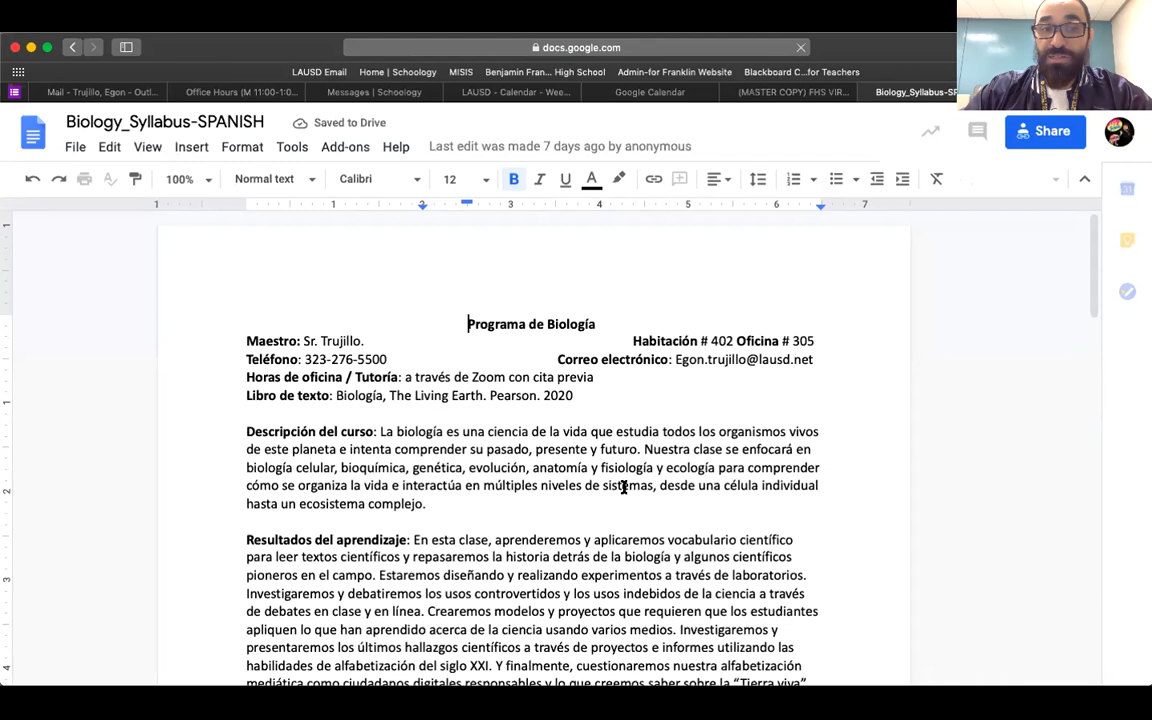 docs.google.com
LAUSD Email Home | Schoology MISIS Benjamin Fran... High School Admin-for Franklin Website Blackboard C...for Teachers
Mail - Trujillo, Egon - Outl... Office Hours (M 11:00-1:0... Messages | Schoology LAUSD - Calendar - Wee... Google Calendar (MASTER COPY) FHS VIR... Biology_Syllabus-SP
Biology_Syllabus-SPANISH Saved to Drive
Share
File Edit View Insert Format Tools Add-ons Help Last edit was made 7 days ago by anonymous
100% Normal text Calibri 12 B I U A
1 1 2 3 4 5 6 7
Programa de Biología
Maestro: Sr. Trujillo. Habitación # 402 Oficina # 305
Teléfono: 323-276-5500 Correo electrónico: Egon.trujillo@lausd.net
Horas de oficina / Tutoría: a través de Zoom con cita previa
Libro de texto: Biología, The Living Earth. Pearson. 2020
Descripción del curso: La biología es una ciencia de la vida que estudia todos los organismos vivos
de este planeta e intenta comprender su pasado, presente y futuro. Nuestra clase se enfocará en
biología celular, bioquímica, genética, evolución, anatomía y fisiología y ecología para comprender
cómo se organiza la vida e interactúa en múltiples niveles de sistemas, desde una célula individual
hasta un ecosistema complejo.
Resultados del aprendizaje: En esta clase, aprenderemos y aplicaremos vocabulario científico
para leer textos científicos y repasaremos la historia detrás de la biología y algunos científicos
pioneros en el campo. Estaremos diseñando y realizando experimentos a través de laboratorios.
Investigaremos y debatiremos los usos controvertidos y los usos indebidos de la ciencia a través
de debates en clase y en línea. Crearemos modelos y proyectos que requieren que los estudiantes
apliquen lo que han aprendido acerca de la ciencia usando varios medios. Investigaremos y
presentaremos los últimos hallazgos científicos a través de proyectos e informes utilizando las
habilidades de alfabetización del siglo XXI. Y finalmente, cuestionaremos nuestra alfabetización
mediática como ciudadanos digitales responsables y lo que creemos saber sobre la “Tierra viva”